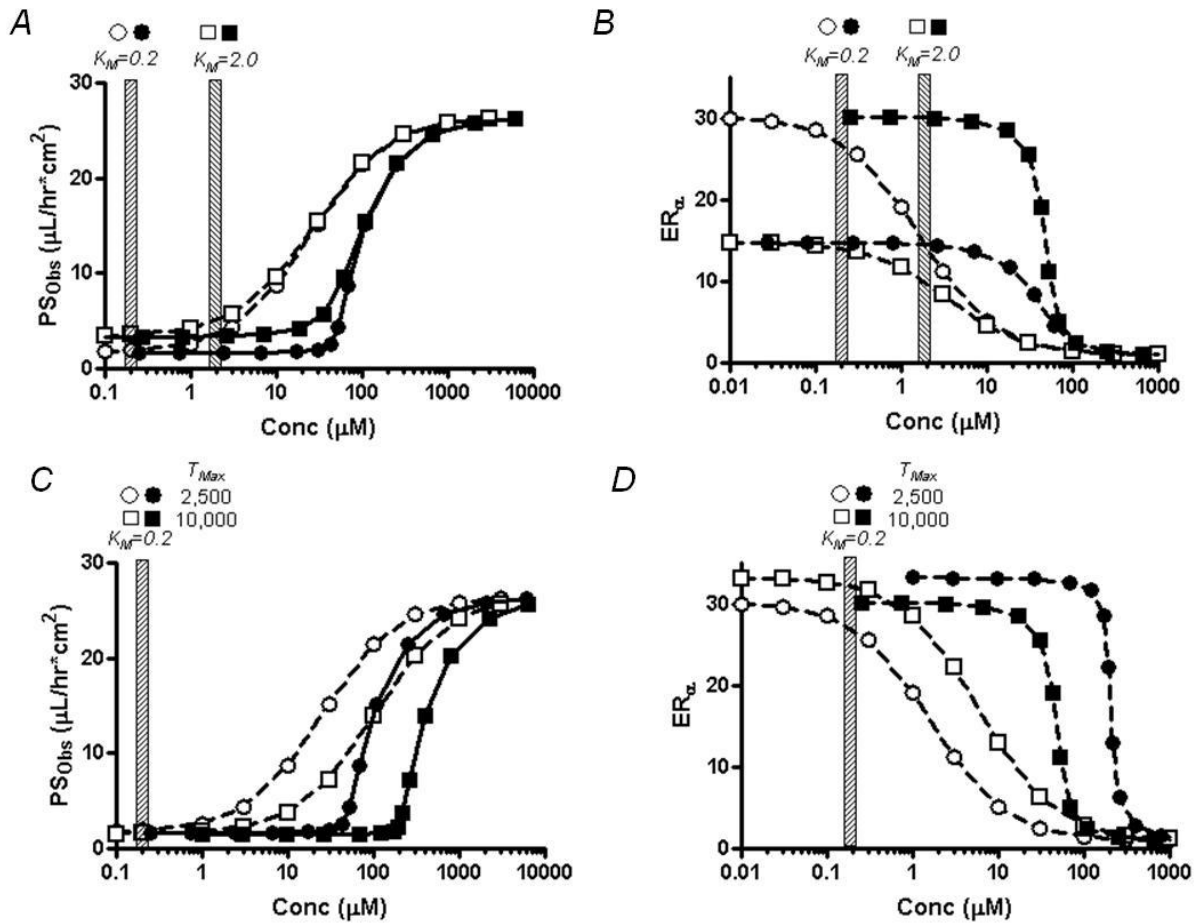 A
K_M=0.2 K_M=2.0
30
20
10
0
PS_Obs (µL/hr*cm²)
0.1 1 10 100 1000 10000
Conc (µM)
B
K_M=0.2 K_M=2.0
30
20
10
0
ER_α
0.01 0.1 1 10 100 1000
Conc (µM)
C
T_Max
2,500
10,000
K_M=0.2
30
20
10
0
PS_Obs (µL/hr*cm²)
0.1 1 10 100 1000 10000
Conc (µM)
D
T_Max
2,500
10,000
K_M=0.2
30
20
10
0
ER_α
0.01 0.1 1 10 100 1000
Conc (µM)